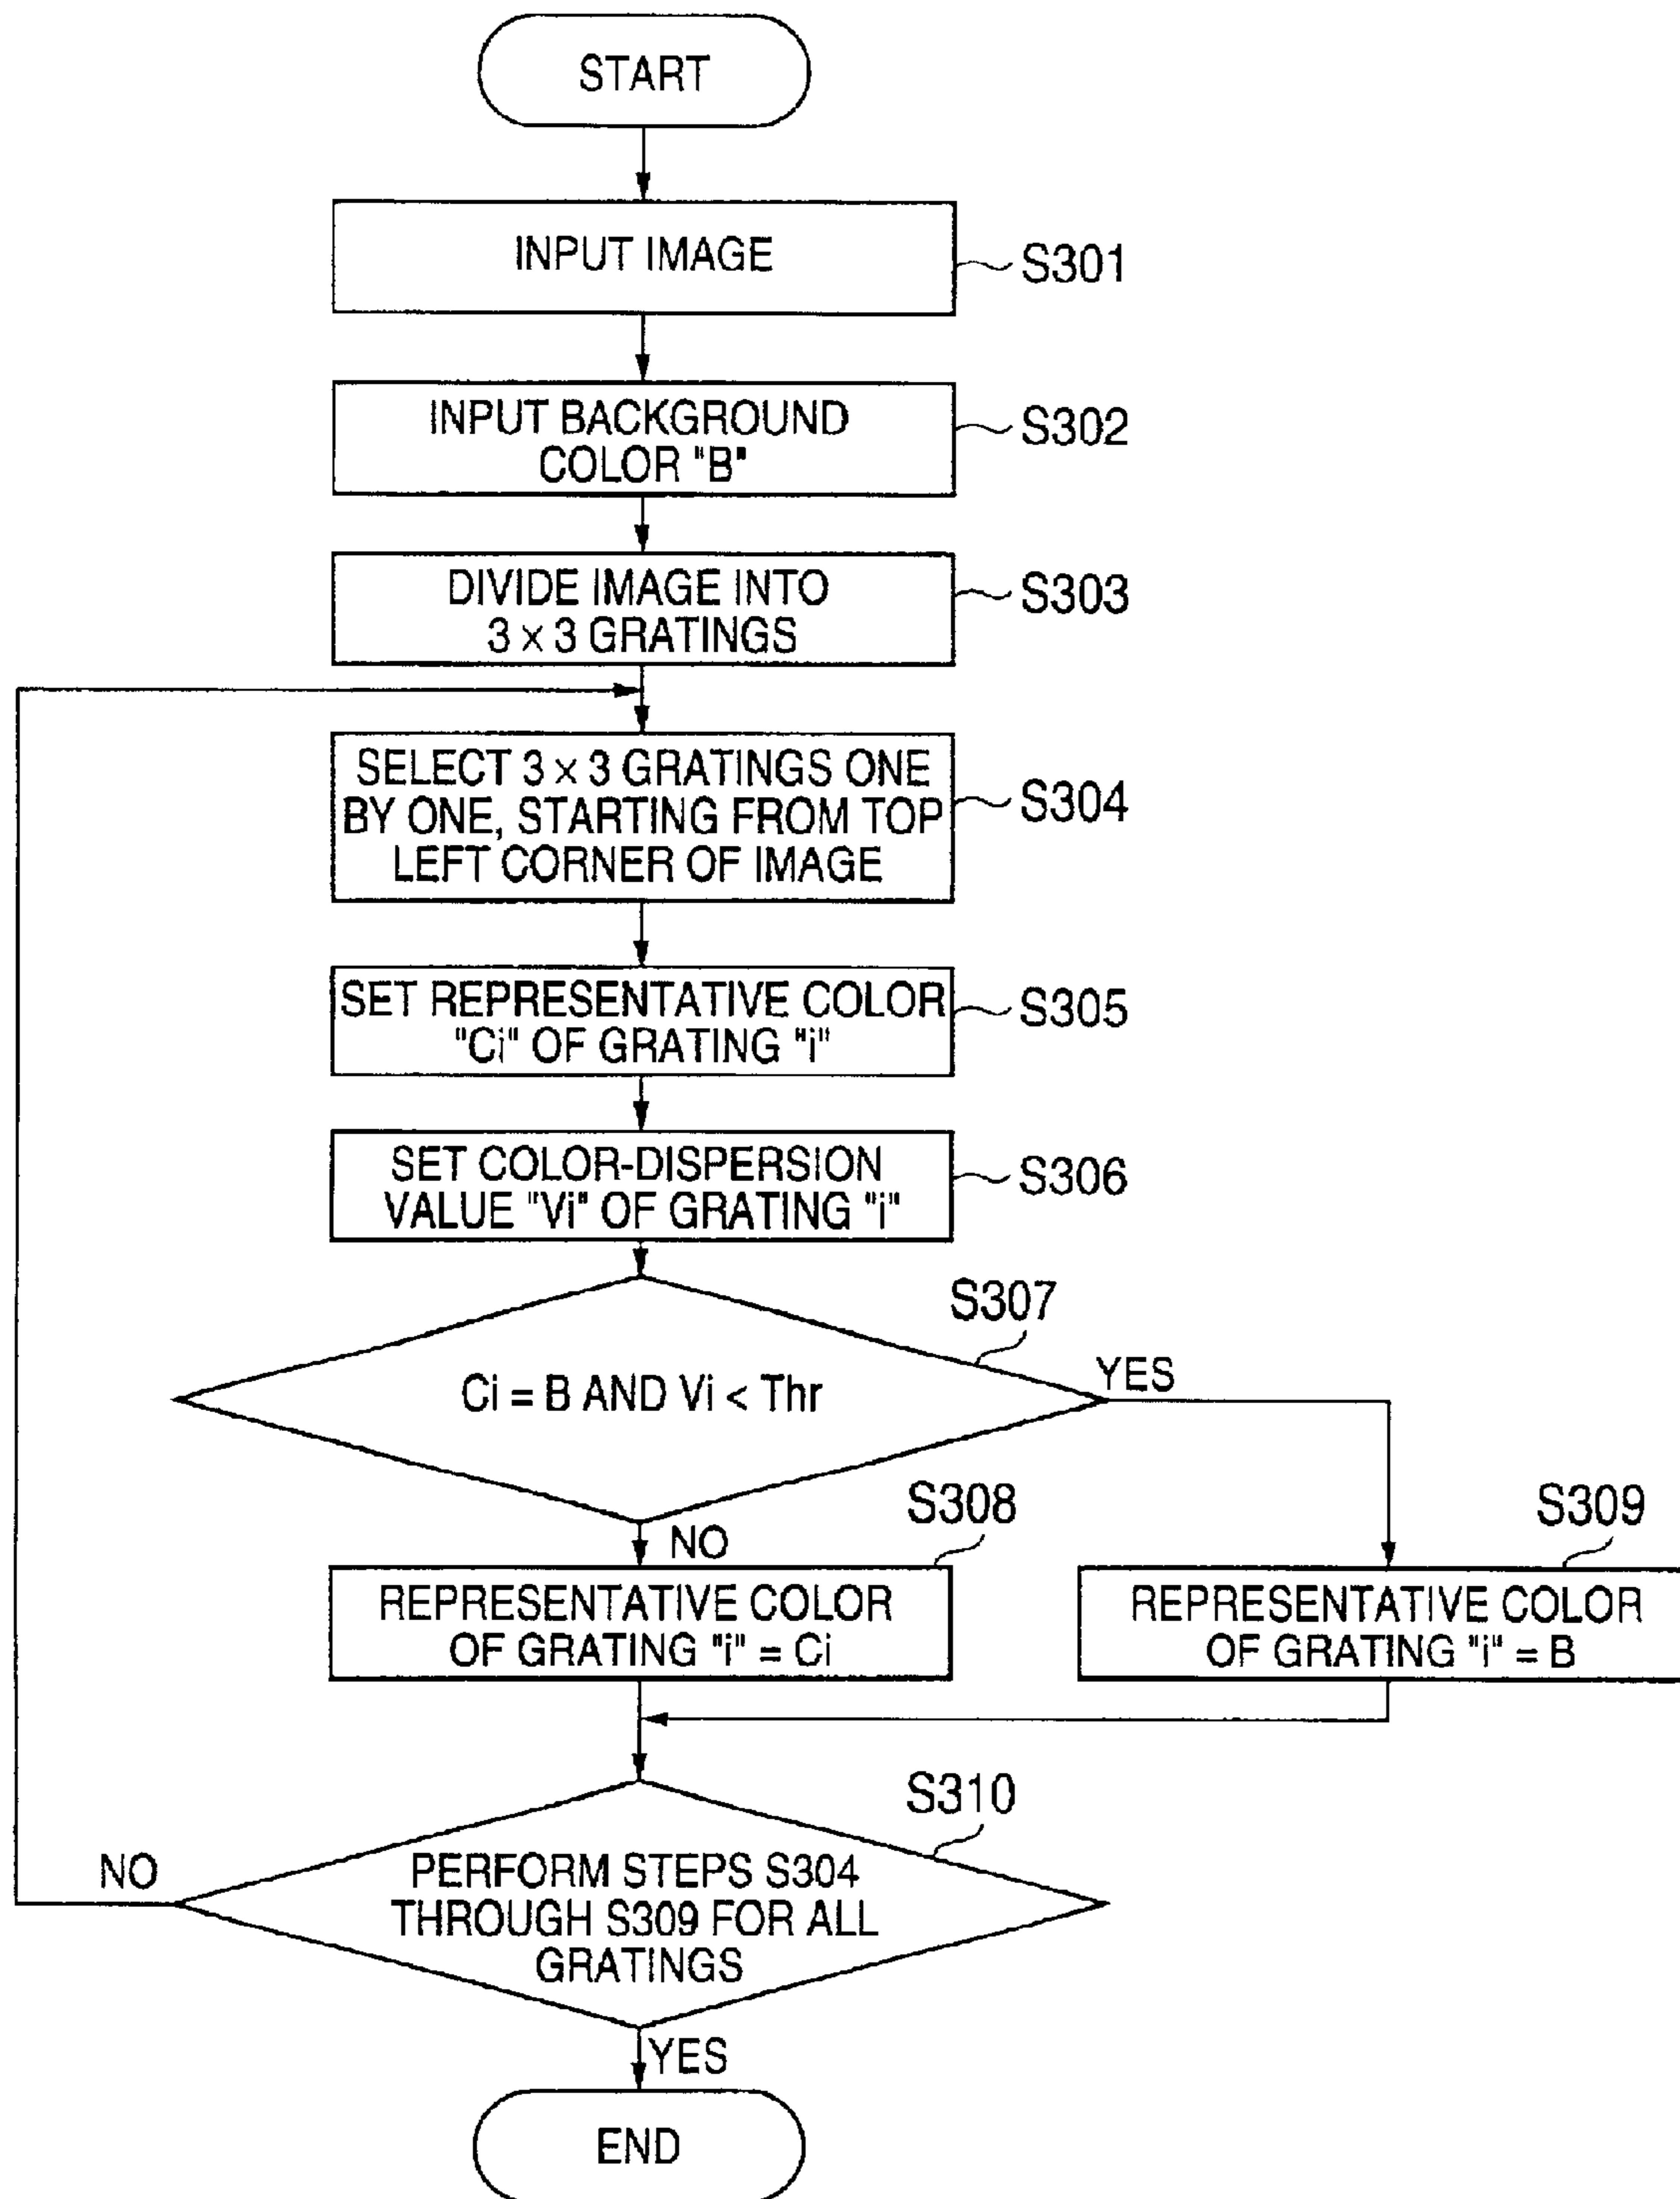 START
INPUT IMAGE
S301
INPUT BACKGROUND
COLOR "B"
S302
DIVIDE IMAGE INTO
3 × 3 GRATINGS
S303
SELECT 3 × 3 GRATINGS ONE
BY ONE, STARTING FROM TOP
LEFT CORNER OF IMAGE
S304
SET REPRESENTATIVE COLOR
"Ci" OF GRATING "i"
S305
SET COLOR-DISPERSION
VALUE "Vi" OF GRATING "i"
S306
S307
Ci = B AND Vi < Thr
YES
NO
S308
REPRESENTATIVE COLOR
OF GRATING "i" = Ci
S309
REPRESENTATIVE COLOR
OF GRATING "i" = B
S310
NO
PERFORM STEPS S304
THROUGH S309 FOR ALL
GRATINGS
YES
END